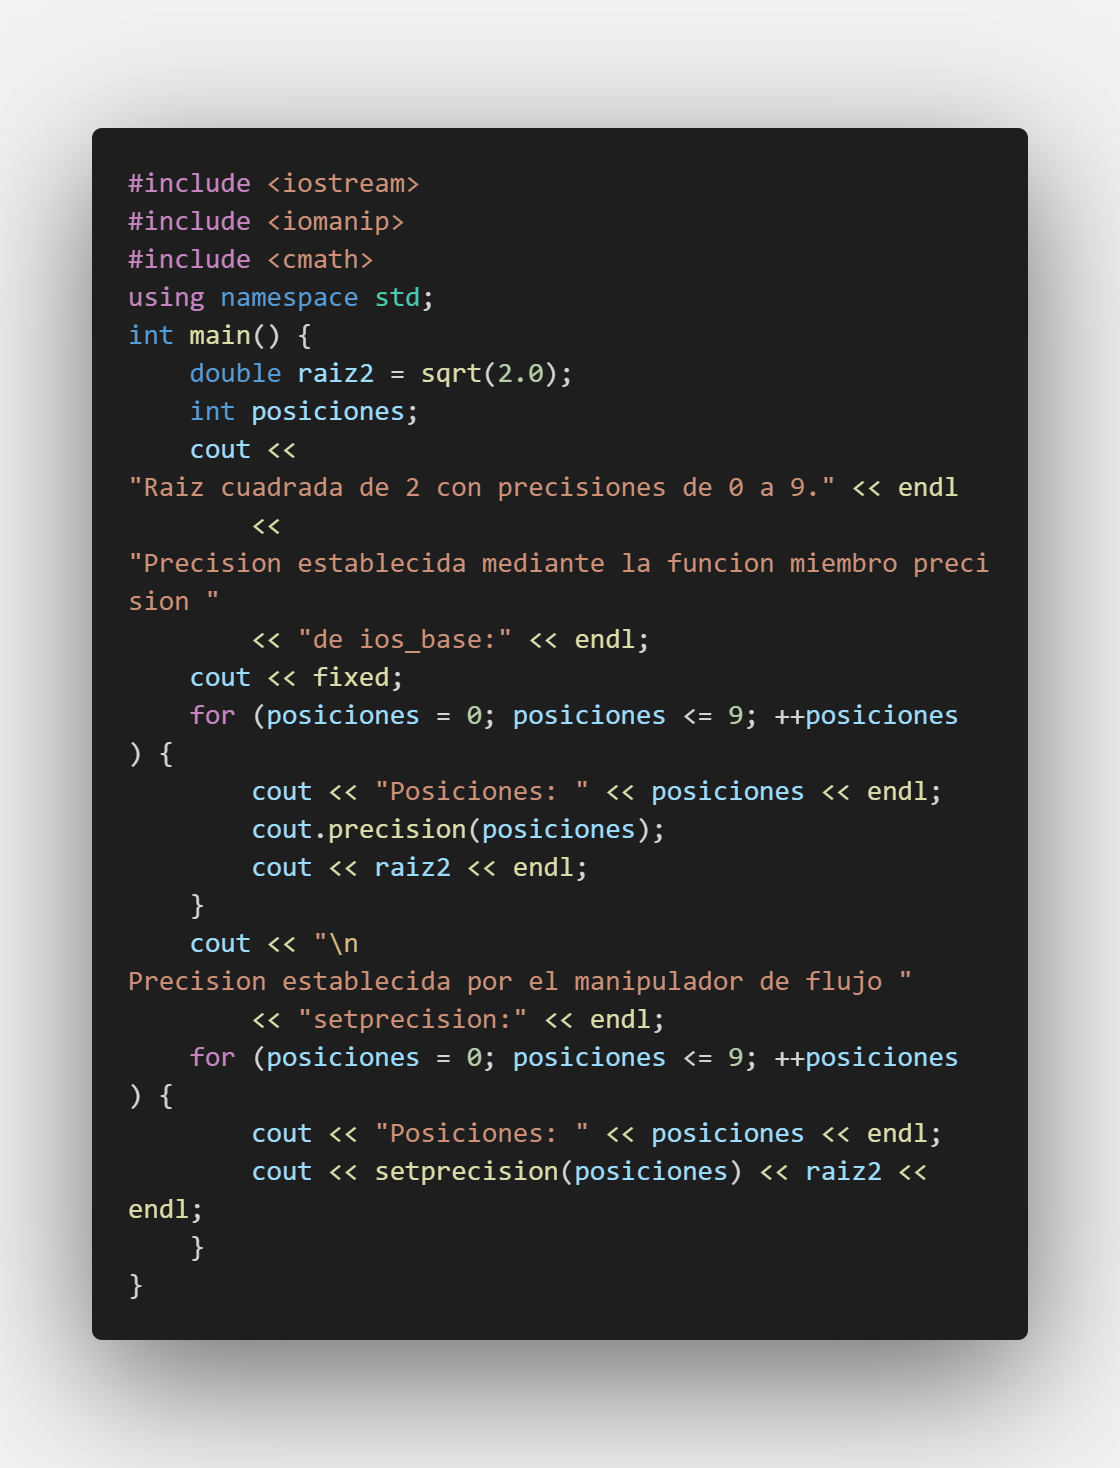 #include <iostream>
#include <iomanip>
#include <cmath>
using namespace std;
int main() {
    double raiz2 = sqrt(2.0);
    int posiciones;
    cout <<
"Raiz cuadrada de 2 con precisiones de 0 a 9." << endl
        <<
"Precision establecida mediante la funcion miembro preci
sion "
        << "de ios_base:" << endl;
    cout << fixed;
    for (posiciones = 0; posiciones <= 9; ++posiciones
) {
        cout << "Posiciones: " << posiciones << endl;
        cout.precision(posiciones);
        cout << raiz2 << endl;
    }
    cout << "\n
Precision establecida por el manipulador de flujo "
        << "setprecision:" << endl;
    for (posiciones = 0; posiciones <= 9; ++posiciones
) {
        cout << "Posiciones: " << posiciones << endl;
        cout << setprecision(posiciones) << raiz2 <<
endl;
    }
}